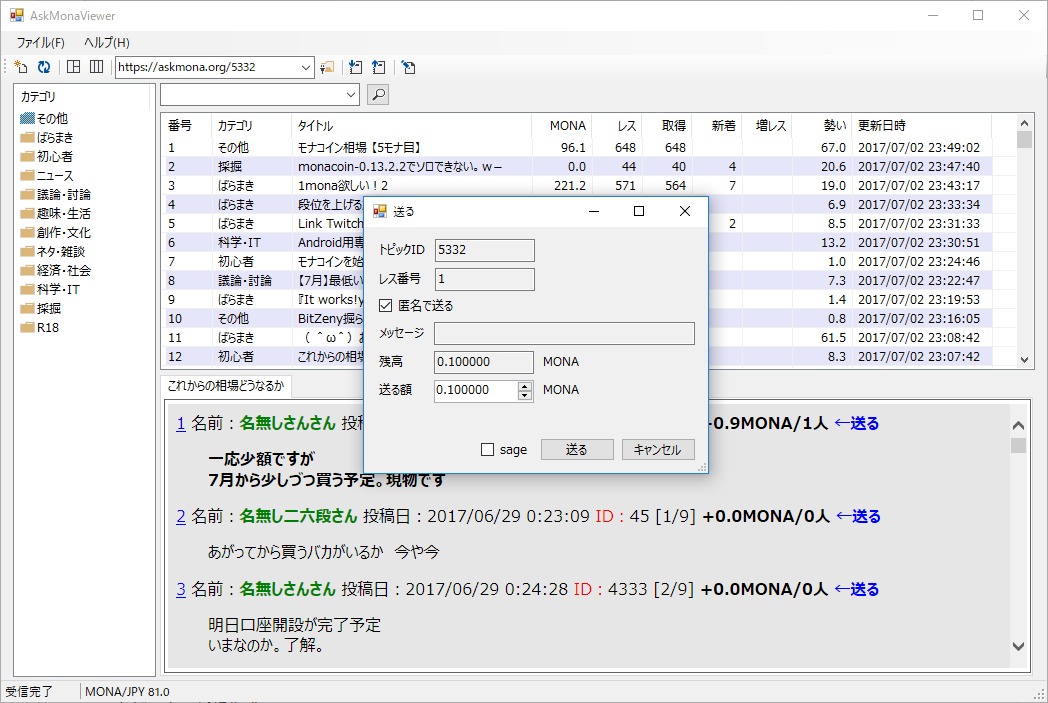 AskMonaViewer
ファイル(F) ヘルプ(H)
https://askmona.org/5332
カテゴリ
その他
ばらまき
初心者
ニュース
議論・討論
趣味・生活
創作・文化
ネタ・雑談
経済・社会
科学・IT
採掘
R18
番号 カテゴリ タイトル MONA レス 取得 新着 増レス 勢い 更新日時
1 その他 モナコイン相場【5モナ目】 96.1 648 648 67.0 2017/07/02 23:49:02
2 採掘 monacoin-0.13.2.2でソロできない。w－ 0.0 44 40 4 20.6 2017/07/02 23:47:40
3 ばらまき 1mona欲しい！2 221.2 571 564 7 19.0 2017/07/02 23:43:17
4 ばらまき 段位を上げる 6.9 2017/07/02 23:33:34
5 ばらまき Link Twitch 2 8.5 2017/07/02 23:31:33
6 科学・IT Android用専 13.2 2017/07/02 23:30:51
7 初心者 モナコインを始 1.0 2017/07/02 23:24:46
8 議論・討論 【7月】最低い 7.3 2017/07/02 23:22:47
9 ばらまき 『It works!y 1.4 2017/07/02 23:19:53
10 その他 BitZeny掘ら 0.8 2017/07/02 23:16:05
11 ばらまき （ ＾ω＾）お 61.5 2017/07/02 23:08:42
12 初心者 これからの相場 8.3 2017/07/02 23:07:42
送る
トピックID 5332
レス番号 1
匿名で送る
メッセージ
残高 0.100000 MONA
送る額 0.100000 MONA
sage 送る キャンセル
これからの相場どうなるか
1 名前：名無しさんさん 投稿 0.9MONA/1人 ←送る
一応少額ですが
7月から少しづつ買う予定。現物です
2 名前：名無し二六段さん 投稿日：2017/06/29 0:23:09 ID：45 [1/9] +0.0MONA/0人 ←送る
あがってから買うバカがいるか　今や今
3 名前：名無しさんさん 投稿日：2017/06/29 0:24:28 ID：4333 [2/9] +0.0MONA/0人 ←送る
明日口座開設が完了予定
いまなのか。了解。
受信完了 MONA/JPY 81.0